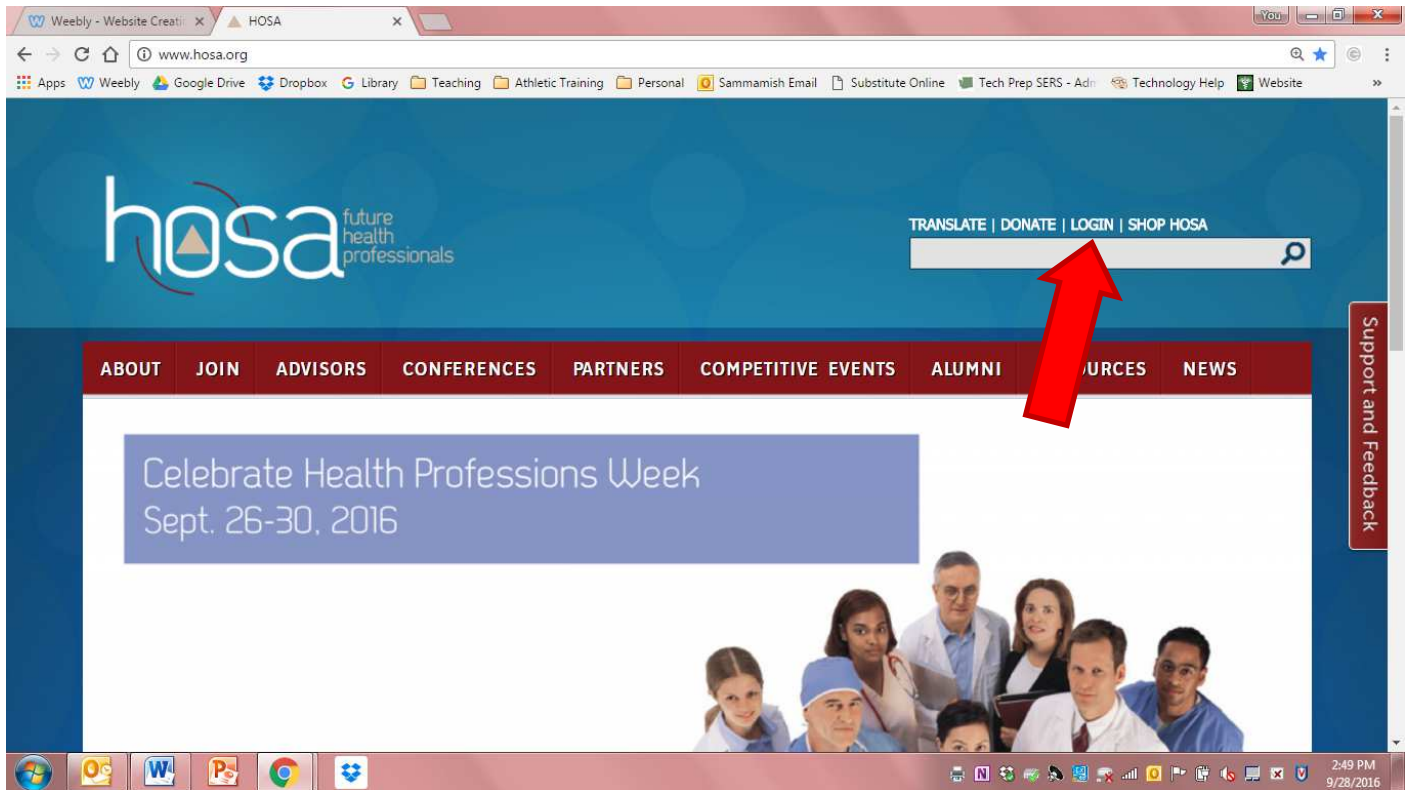 Weebly - Website Creati
HOSA
You
www.hosa.org
Apps Weebly Google Drive Dropbox Library Teaching Athletic Training Personal Sammamish Email Substitute Online Tech Prep SERS - Adm Technology Help Website »
hosa
future
health
professionals
TRANSLATE | DONATE | LOGIN | SHOP HOSA
ABOUT JOIN ADVISORS CONFERENCES PARTNERS COMPETITIVE EVENTS ALUMNI OURCES NEWS
Support and Feedback
Celebrate Health Professions Week
Sept. 26-30, 2016
2:49 PM
9/28/2016